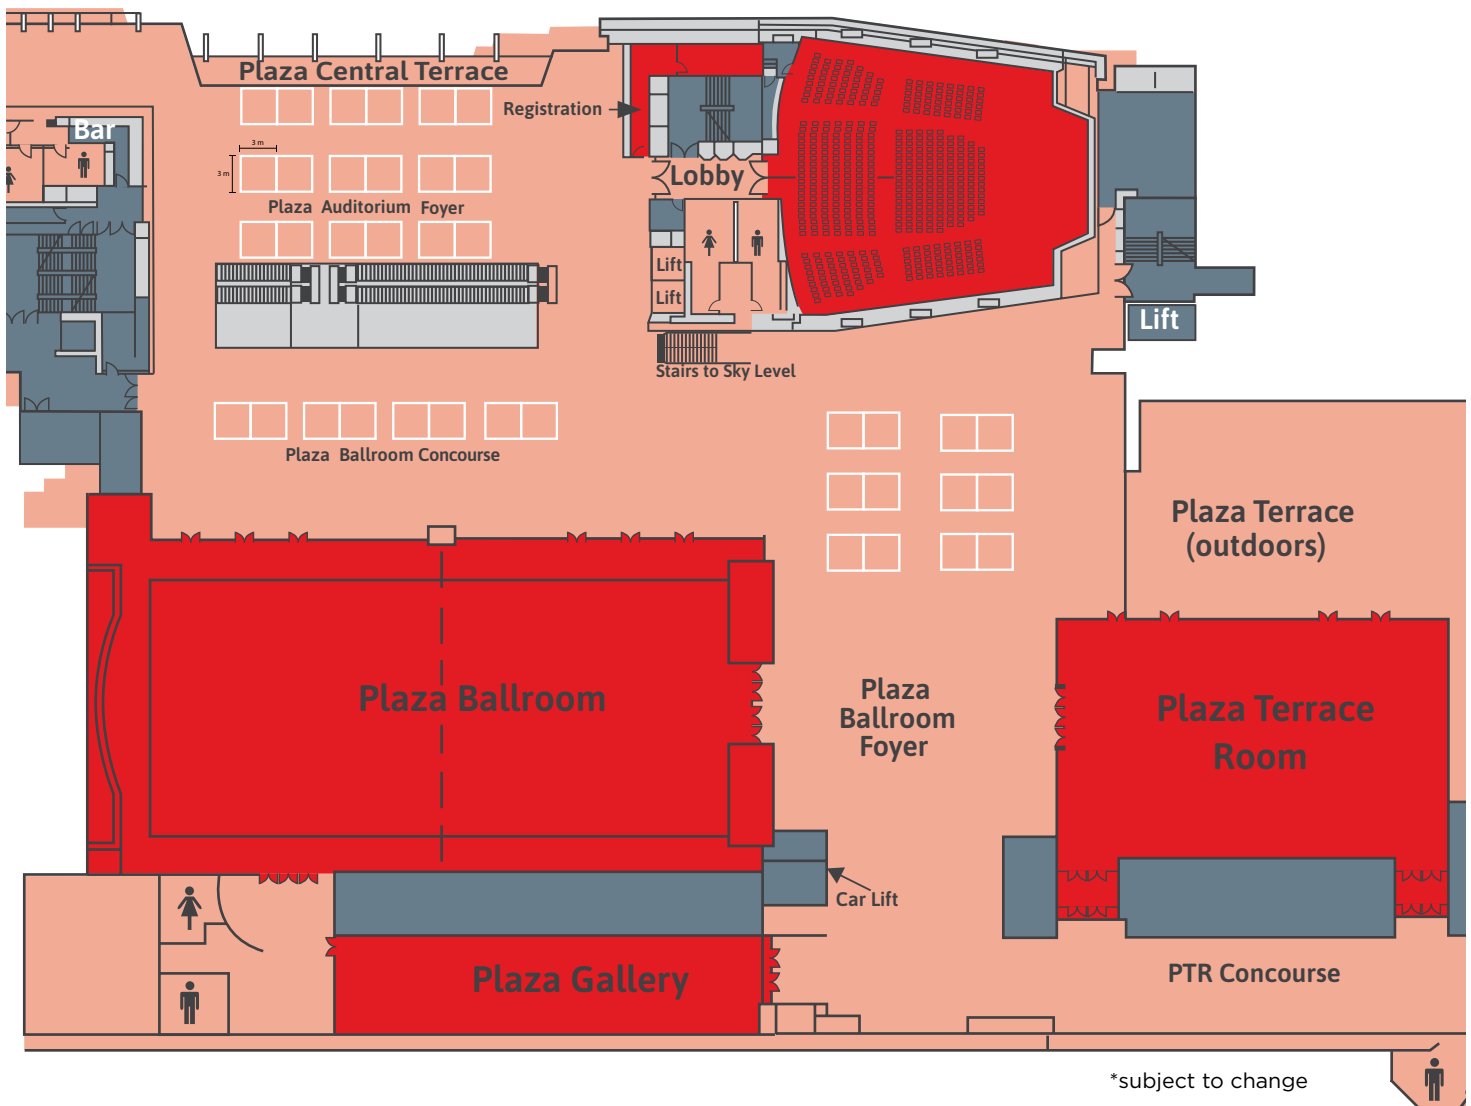 Plaza Central Terrace
Registration
Bar
3 m
3 m
Lobby
Plaza Auditorium Foyer
Lift
Lift
Lift
Stairs to Sky Level
Plaza Ballroom Concourse
Plaza Terrace
(outdoors)
Plaza Ballroom
Plaza
Ballroom
Foyer
Plaza Terrace
Room
Car Lift
Plaza Gallery
PTR Concourse
*subject to change